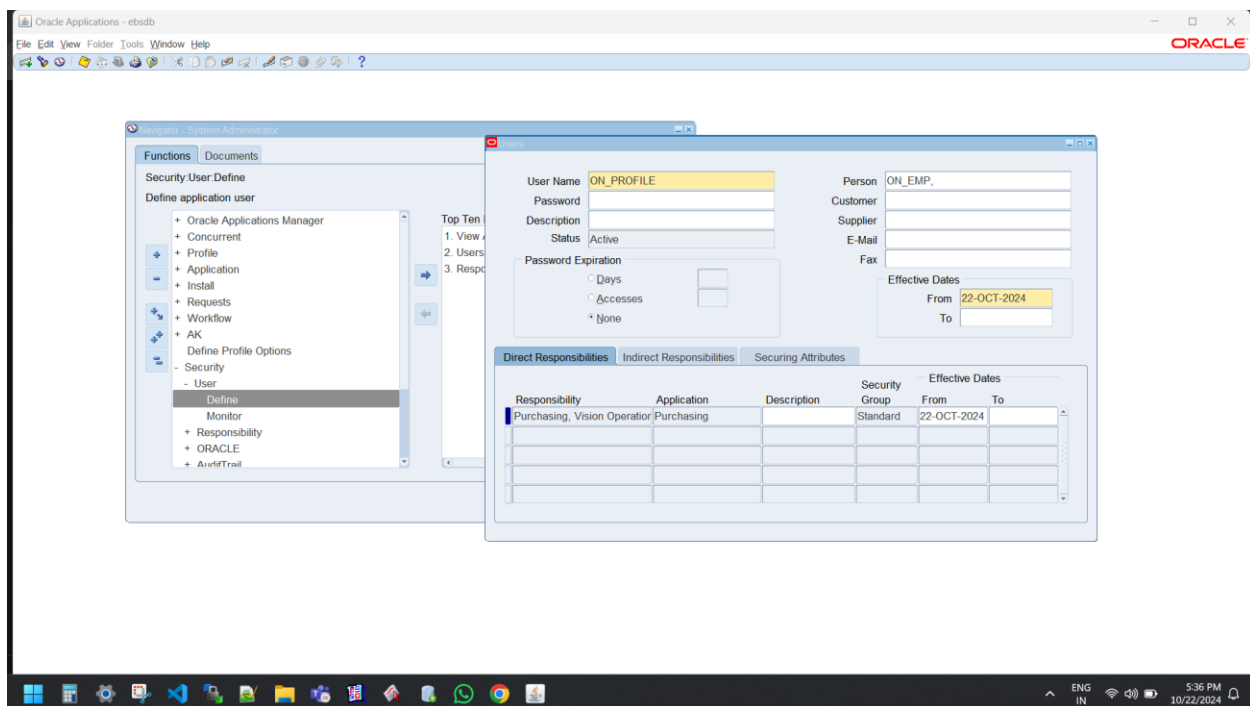 Oracle Applications - ebsdb
File Edit View Folder Tools Window Help
ORACLE
Navigator - System Administrator
Functions Documents
Security:User:Define
Define application user
+ Oracle Applications Manager
+ Concurrent
+ Profile
+ Application
+ Install
+ Requests
+ Workflow
+ AK
Define Profile Options
- Security
- User
Define
Monitor
+ Responsibility
+ ORACLE
+ AuditTrail
Top Ten
1. View
2. Users
3. Respo
Users
User Name ON_PROFILE
Password
Description
Status Active
Password Expiration
Days
Accesses
None
Person ON_EMP,
Customer
Supplier
E-Mail
Fax
Effective Dates
From 22-OCT-2024
To
Direct Responsibilities Indirect Responsibilities Securing Attributes
Effective Dates
Security
Responsibility Application Description Group From To
Purchasing, Vision Operation Purchasing Standard 22-OCT-2024
ENG
IN
5:36 PM
10/22/2024